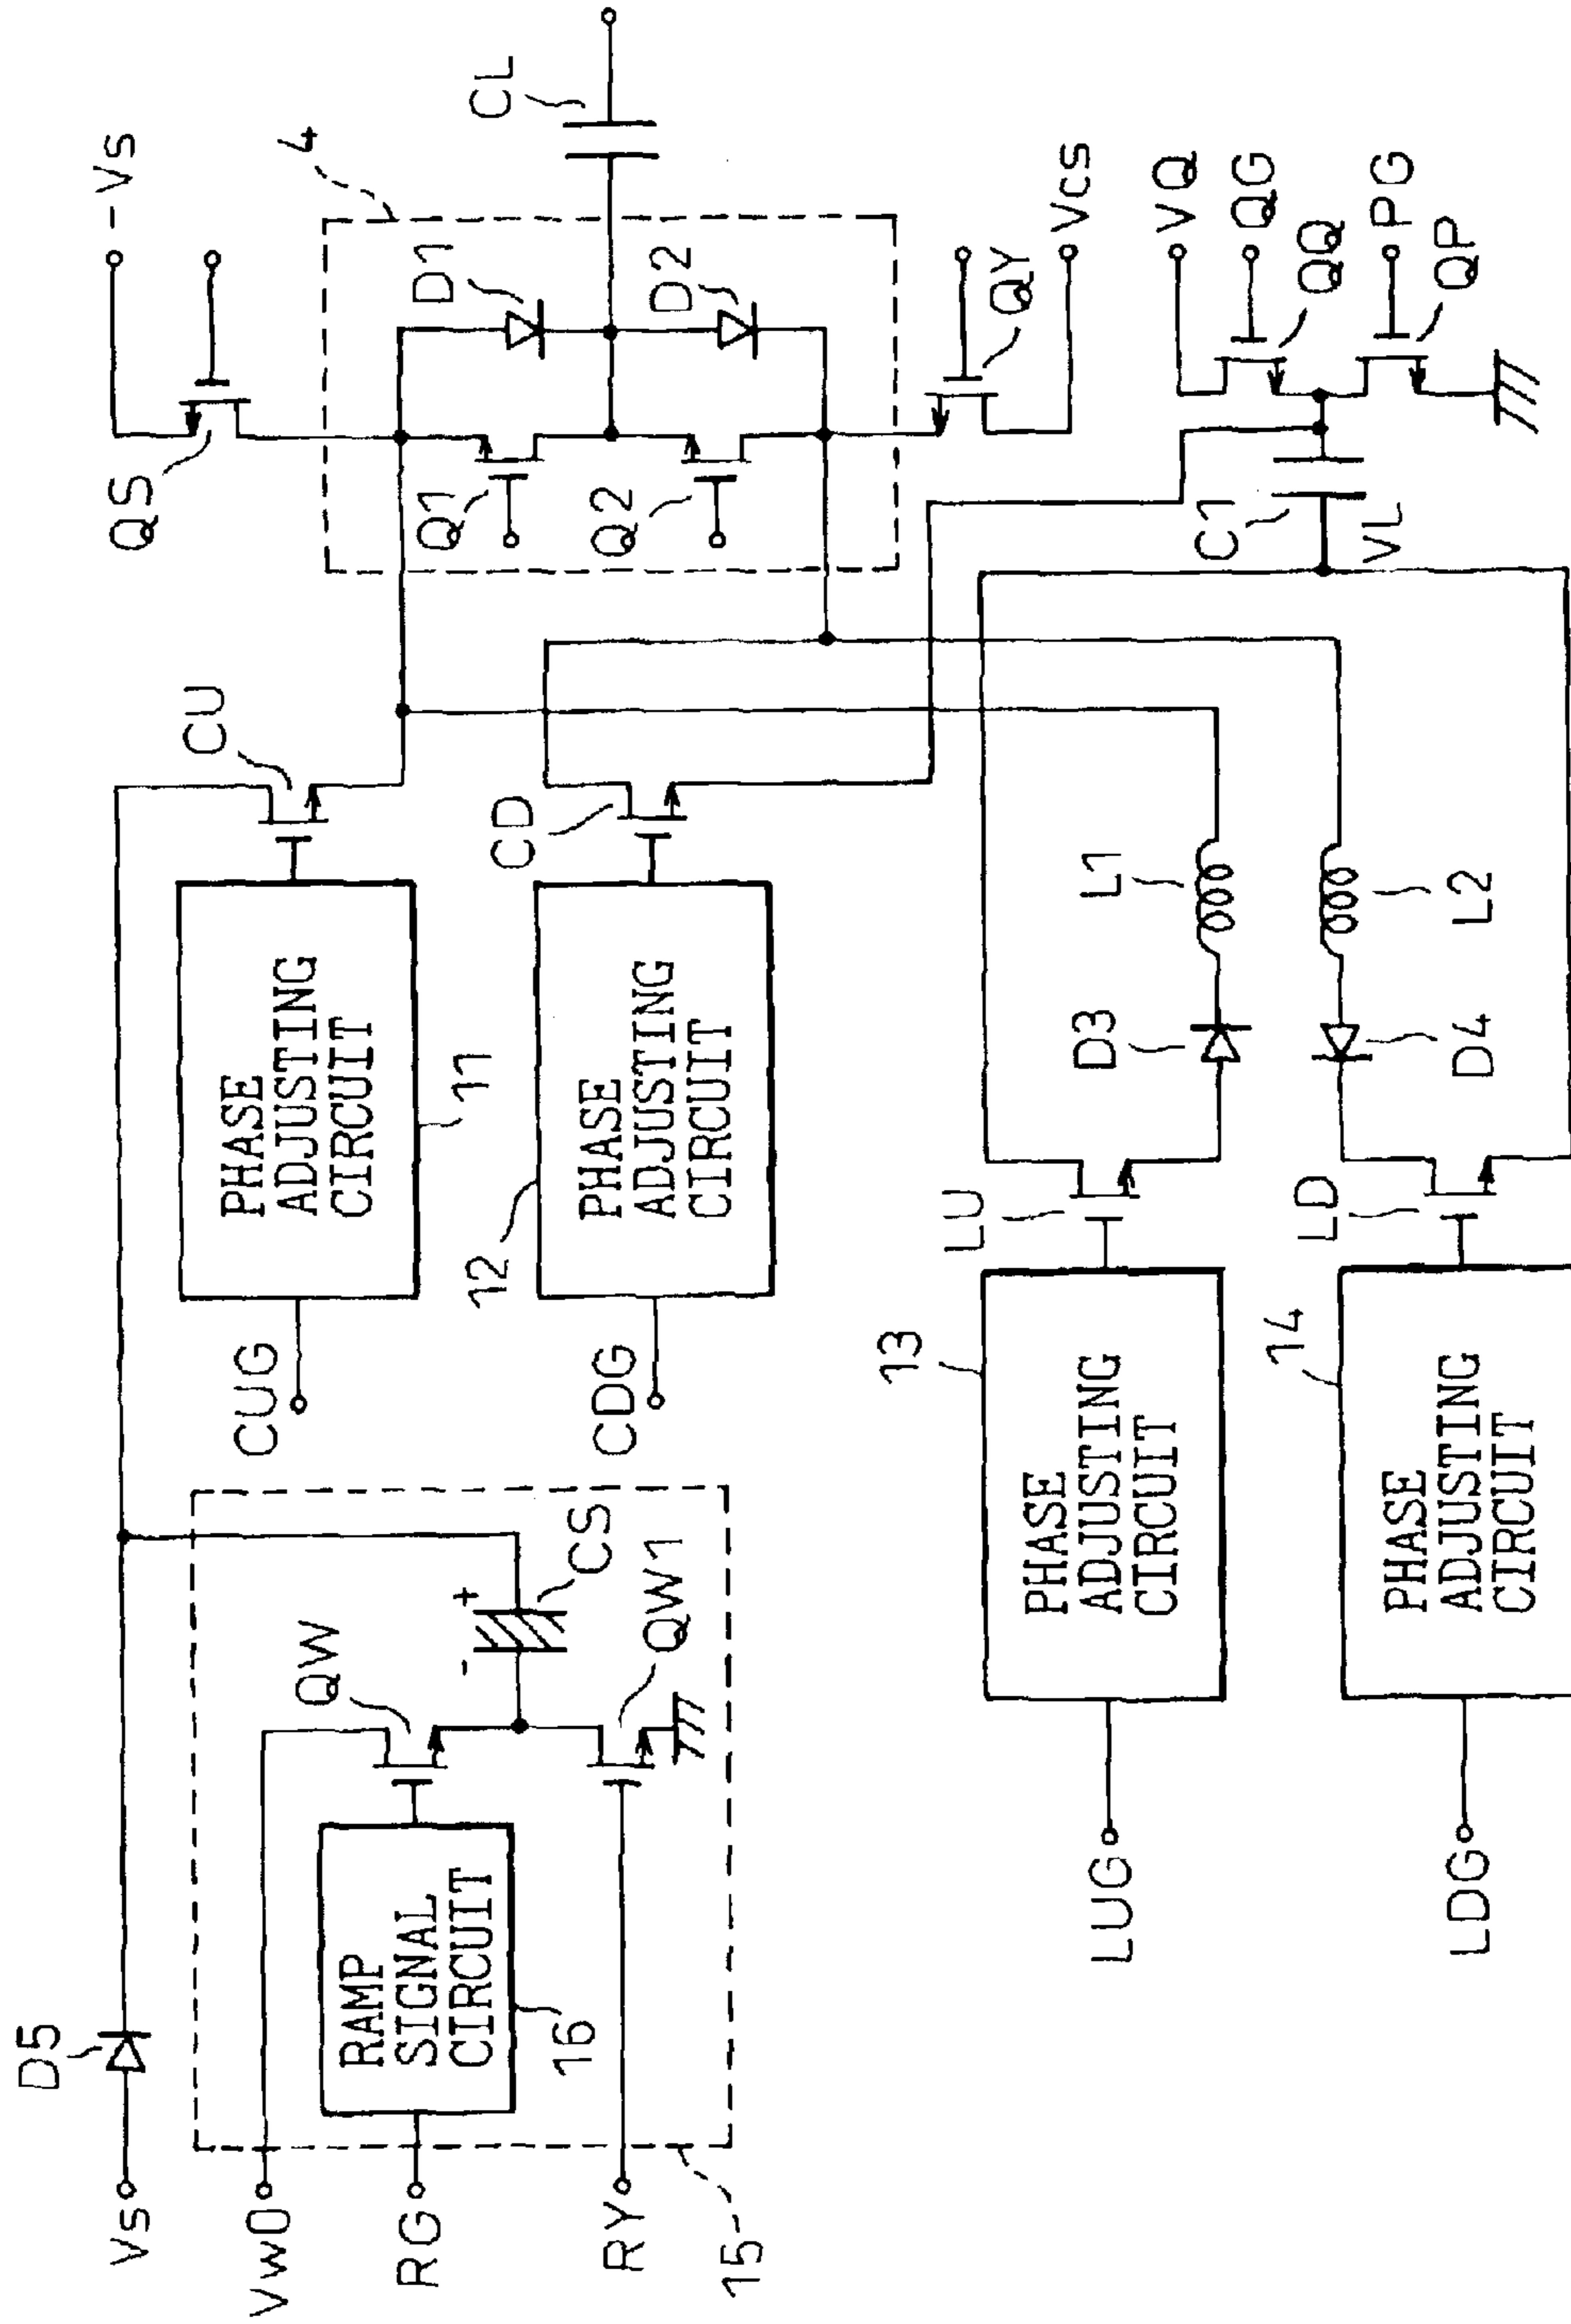 D5
Vs
Vw0
RG
RY
15
RAMP
SIGNAL
CIRCUIT
16
QW
- +
CS
QW1
CUG
PHASE
ADJUSTING
CIRCUIT
11
CU
CDG
12
PHASE
ADJUSTING
CIRCUIT
CD
QS
-Vs
4
Q1
D1
Q2
D2
CL
QY
Vcs
LUG
13
PHASE
ADJUSTING
CIRCUIT
LU
D3
L1
LDG
14
PHASE
ADJUSTING
CIRCUIT
LD
D4
L2
C1
VL
VQ
QG
QQ
PG
QP